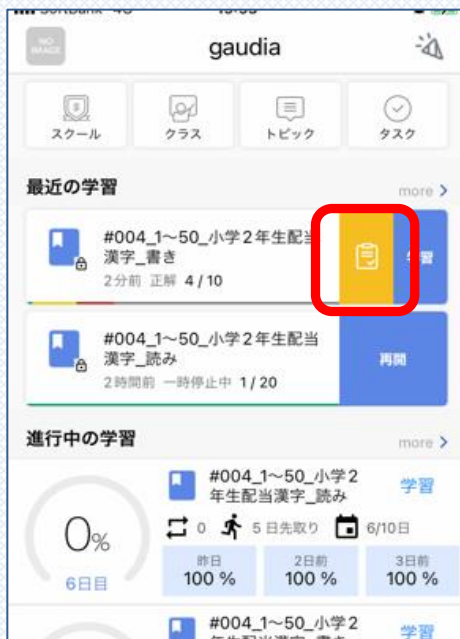 NO IMAGE
gaudia
スクール
クラス
トピック
タスク
最近の学習
more >
#004_1～50_小学2年生配当
漢字_書き
2分前 正解 4 / 10
学習
#004_1～50_小学2年生配当
漢字_読み
2時間前 一時停止中 1 / 20
再開
進行中の学習
more >
#004_1～50_小学2
年生配当漢字_読み
学習
0%
6日目
0
5日先取り
6/10日
昨日
100 %
2日前
100 %
3日前
100 %
#004_1～50_小学2
学習